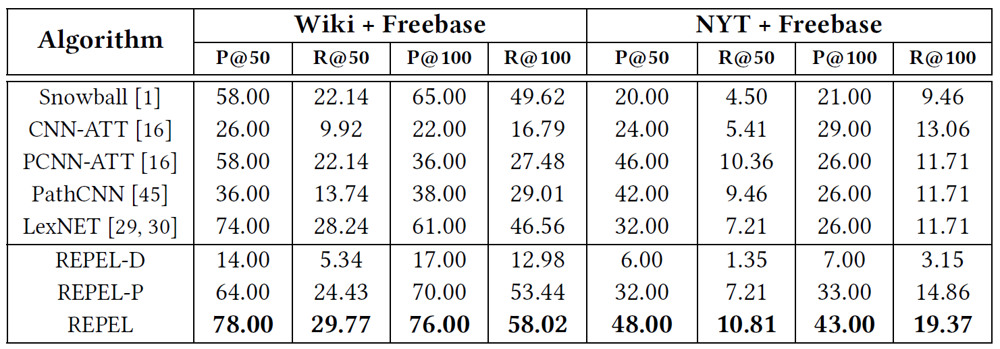 Algorithm Wiki + Freebase NYT + Freebase
P@50 R@50 P@100 R@100 P@50 R@50 P@100 R@100
Snowball [1] 58.00 22.14 65.00 49.62 20.00 4.50 21.00 9.46
CNN-ATT [16] 26.00 9.92 22.00 16.79 24.00 5.41 29.00 13.06
PCNN-ATT [16] 58.00 22.14 36.00 27.48 46.00 10.36 26.00 11.71
PathCNN [45] 36.00 13.74 38.00 29.01 42.00 9.46 26.00 11.71
LexNET [29, 30] 74.00 28.24 61.00 46.56 32.00 7.21 26.00 11.71
REPEL-D 14.00 5.34 17.00 12.98 6.00 1.35 7.00 3.15
REPEL-P 64.00 24.43 70.00 53.44 32.00 7.21 33.00 14.86
REPEL 78.00 29.77 76.00 58.02 48.00 10.81 43.00 19.37